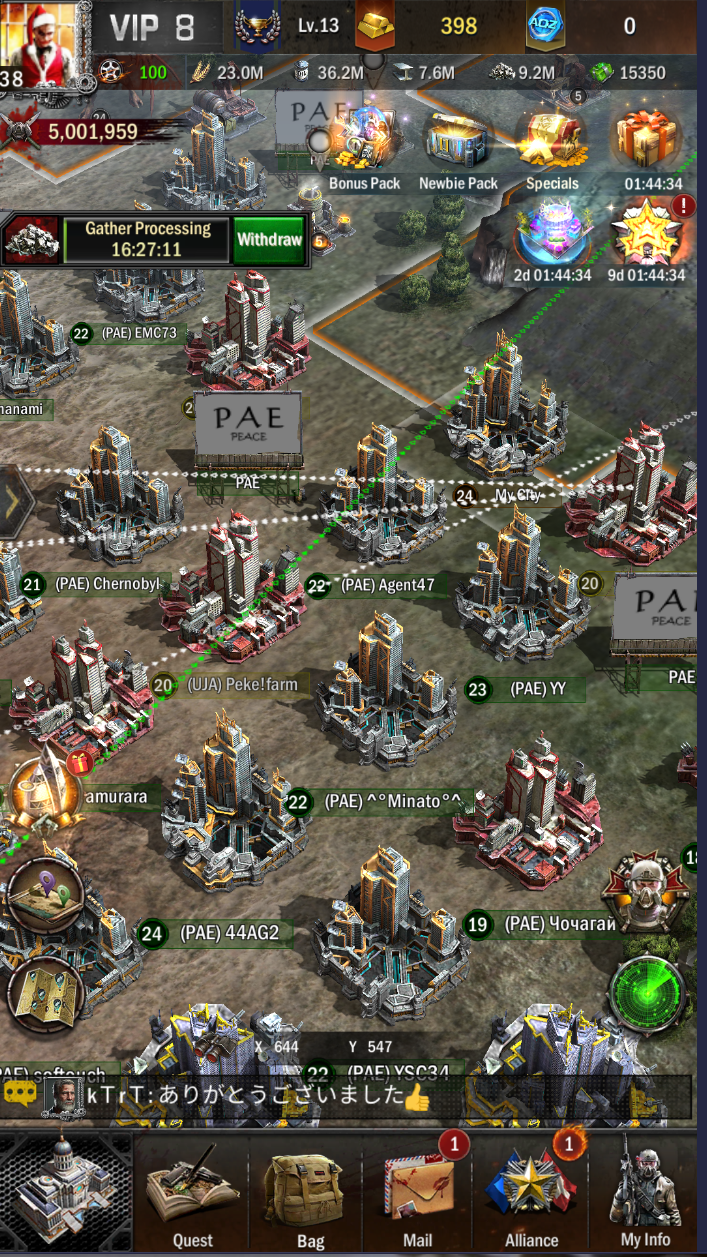 VIP 8
Lv.13
398
ADZ
0
38
100
23.0M
36.2M
7.6M
9.2M
15350
5,001,959
24
PAE
5
Bonus Pack
Newbie Pack
Specials
01:44:34
Gather Processing
16:27:11
Withdraw
6
!
2d 01:44:34
9d 01:44:34
22 (PAE) EMC73
nanami
PAE
PEACE
PAE
24 My City
21 (PAE) Chernobyl
22 (PAE) Agent47
20
PAE
PEACE
PAE
20 (UJA) Peke!farm
23 (PAE) YY
amurara
22 (PAE) ^°Minato°^
18
24 (PAE) 44AG2
19 (PAE) Чочагай
X 644 Y 547
PAE) softouch
22 (PAE) YSC34
kTrT:ありがとうございました👍
1
1
Quest
Bag
Mail
Alliance
My Info